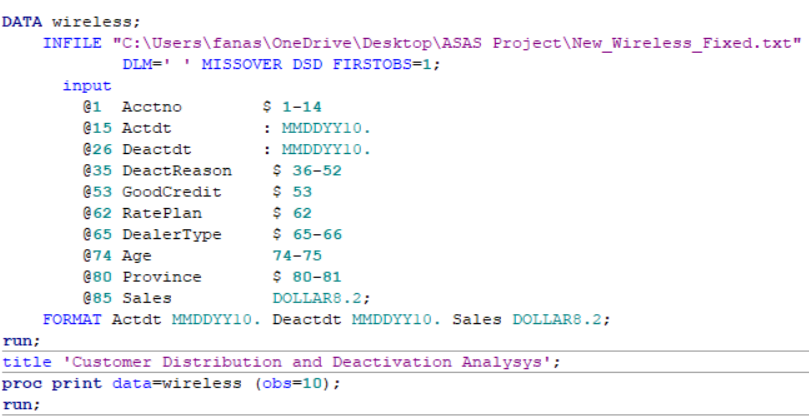 DATA wireless;
INFILE "C:\Users\fanas\OneDrive\Desktop\ASAS Project\New_Wireless_Fixed.txt"
DLM=' ' MISSOVER DSD FIRSTOBS=1;
input
@1 Acctno $ 1-14
@15 Actdt : MMDDYY10.
@26 Deactdt : MMDDYY10.
@35 DeactReason $ 36-52
@53 GoodCredit $ 53
@62 RatePlan $ 62
@65 DealerType $ 65-66
@74 Age 74-75
@80 Province $ 80-81
@85 Sales DOLLAR8.2;
FORMAT Actdt MMDDYY10. Deactdt MMDDYY10. Sales DOLLAR8.2;
run;
title 'Customer Distribution and Deactivation Analysys';
proc print data=wireless (obs=10);
run;